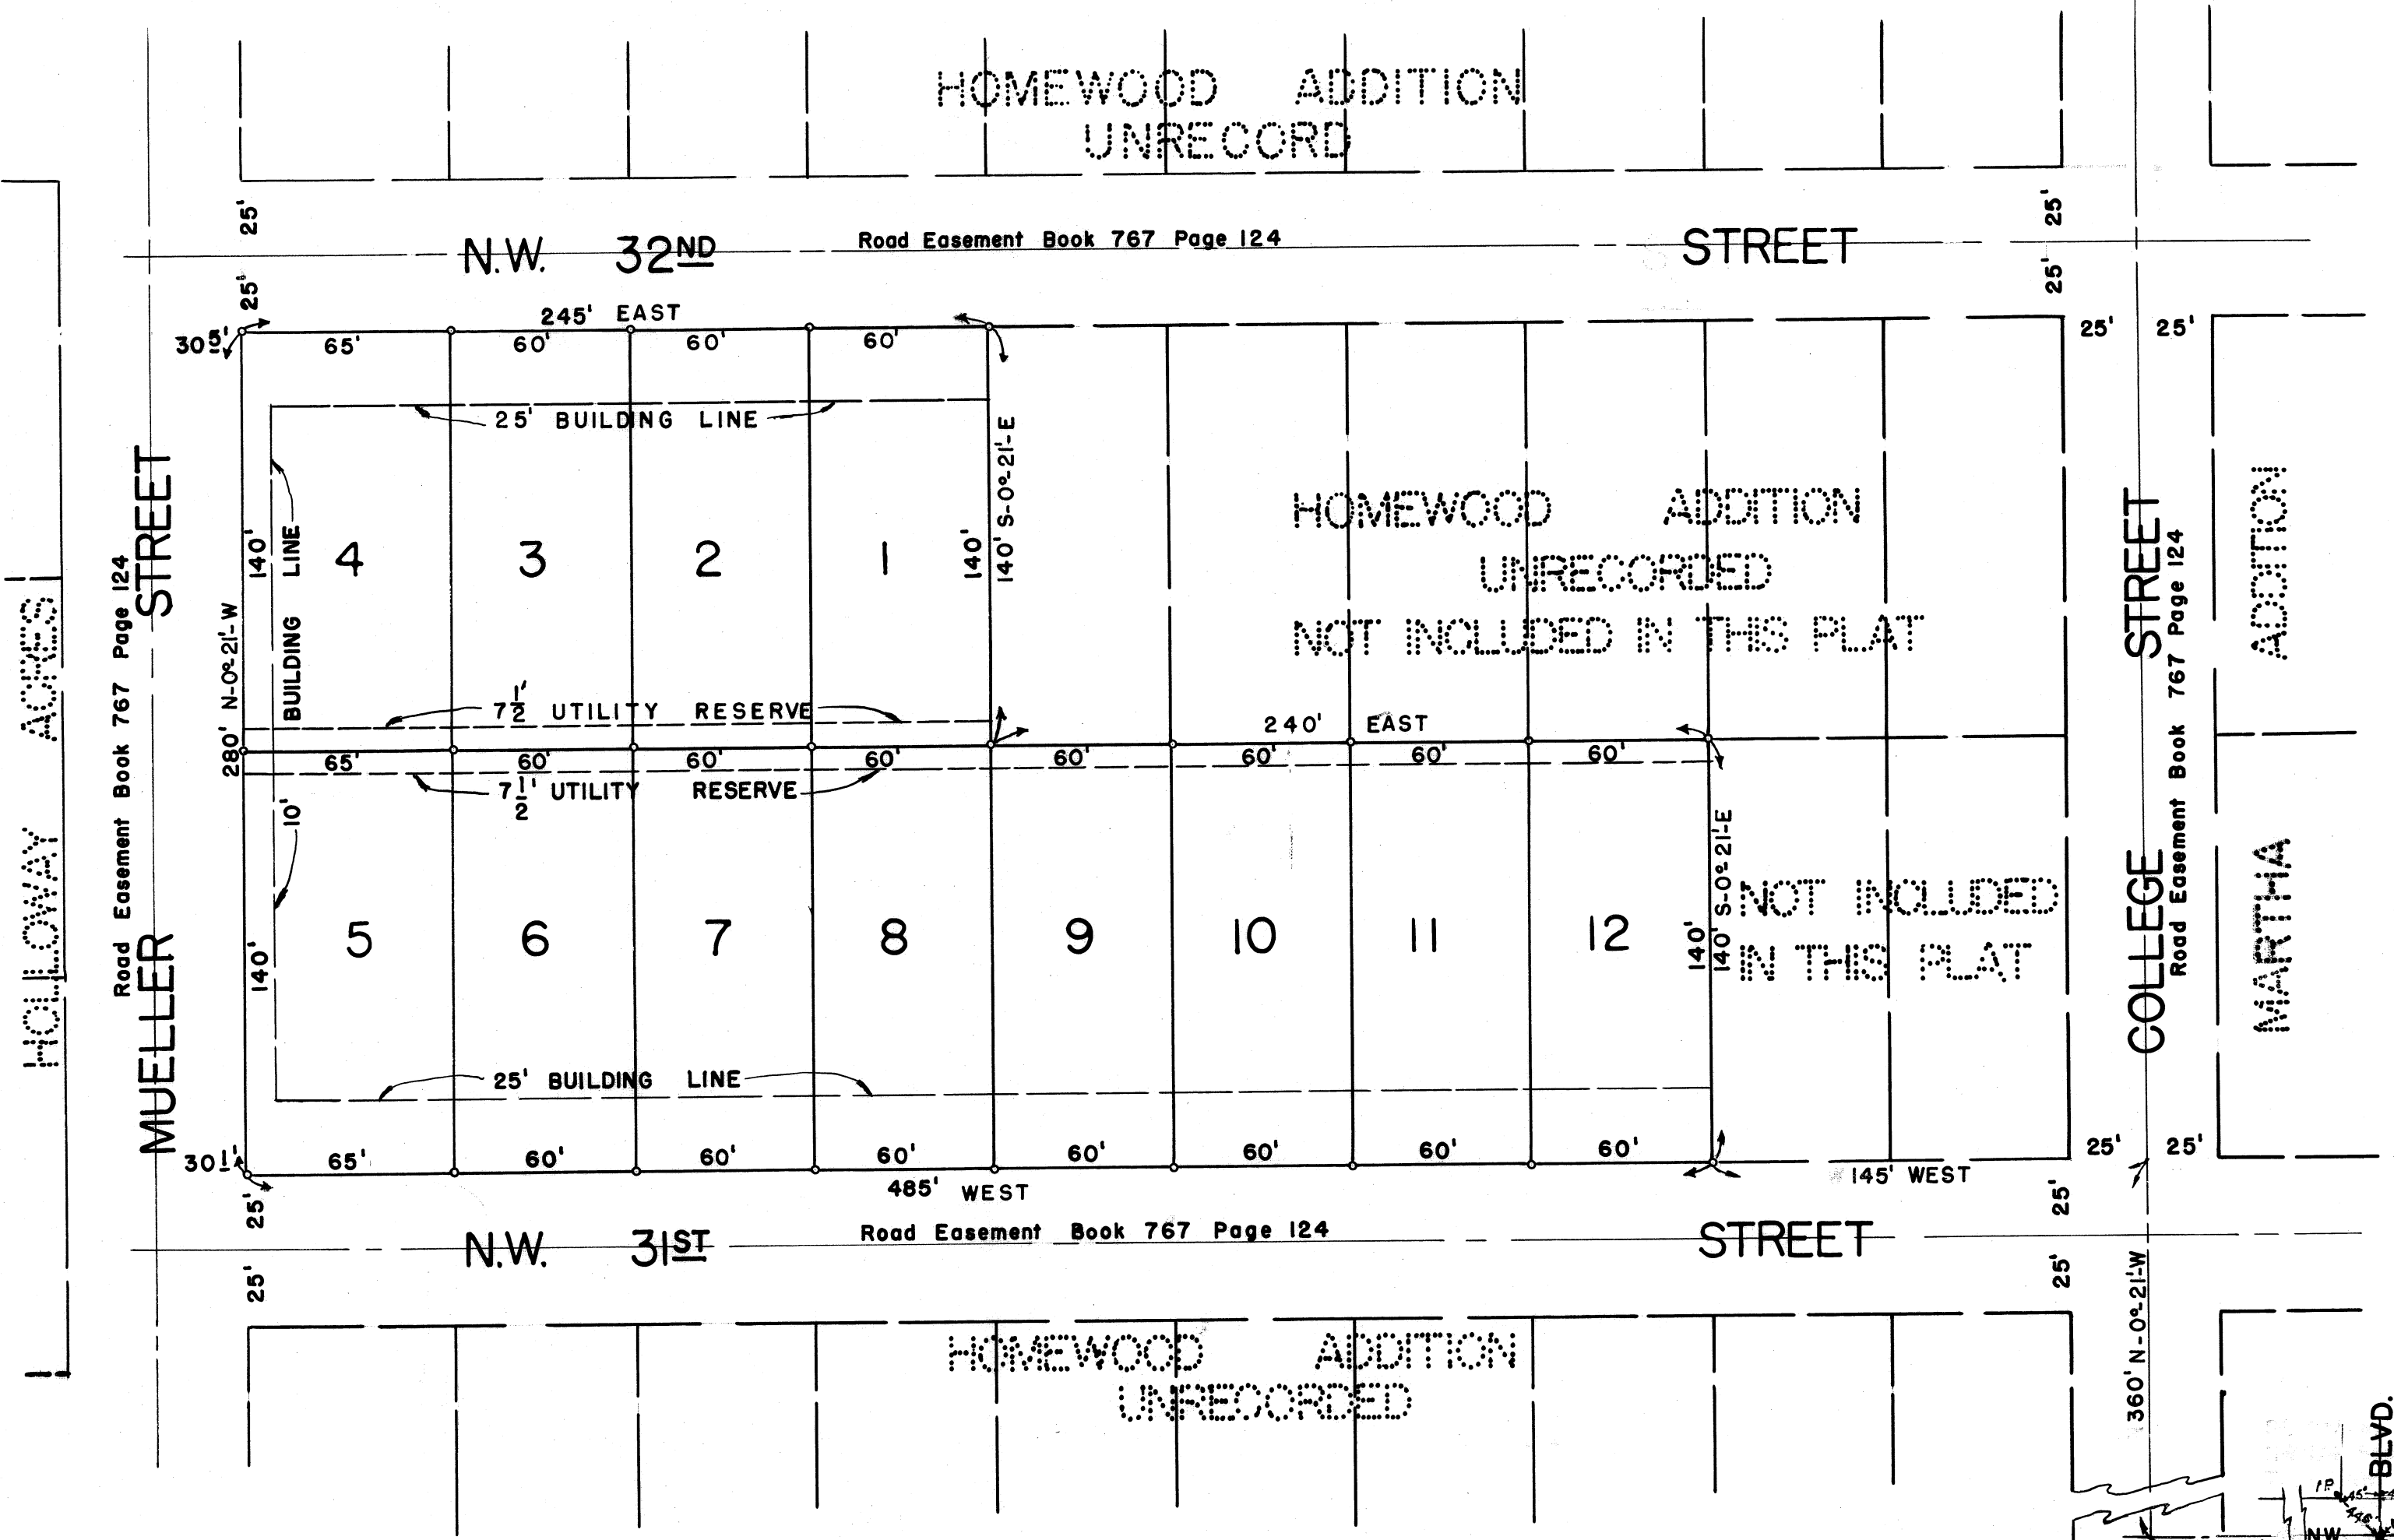 HOMEWOOD ADDITION
UNRECORD
25' 25'
N.W. 32ND Road Easement Book 767 Page 124 STREET
25' 25'
245' EAST
30.5' 65' 60' 60' 60' 25' 25'
25' BUILDING LINE
140' BUILDING LINE 4 3 2 1 140' 140' S-0°-21'-E
HOMEWOOD ADDITION
UNRECORDED
NOT INCLUDED IN THIS PLAT
HOLLOWAY ACRES
MUELLER STREET
Road Easement Book 767 Page 124
280' N-0°-21'-W
COLLEGE STREET
Road Easement Book 767 Page 124
MARTHA ADDITION
7 1/2' UTILITY RESERVE
240' EAST
65' 60' 60' 60' 60' 60' 60' 60'
7 1/2' UTILITY RESERVE
10'
140' 5 6 7 8 9 10 11 12 140' 140' S-0°-21'-E
NOT INCLUDED
IN THIS PLAT
25' BUILDING LINE
30.1' 65' 60' 60' 60' 60' 60' 60' 60' 25' 25'
485' WEST 145' WEST
25' 25'
N.W. 31ST Road Easement Book 767 Page 124 STREET
25' 25'
360' N-0°-21'-W
HOMEWOOD ADDITION
UNRECORDED
BLVD.
I.P.
45'
N.W.